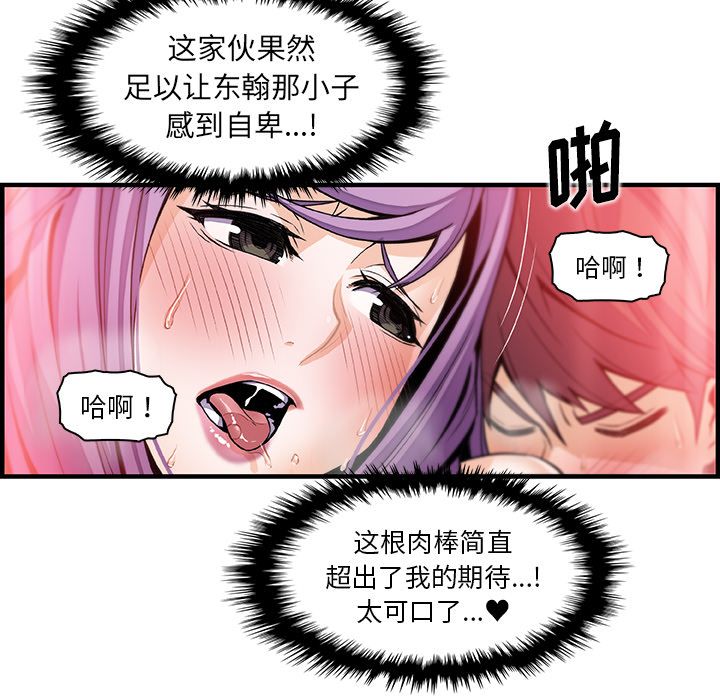 这家伙果然
足以让东翰那小子
感到自卑...!
啪
哈啊！
哈啊！
这根肉棒简直
超出了我的期待...!
太可口了...♥